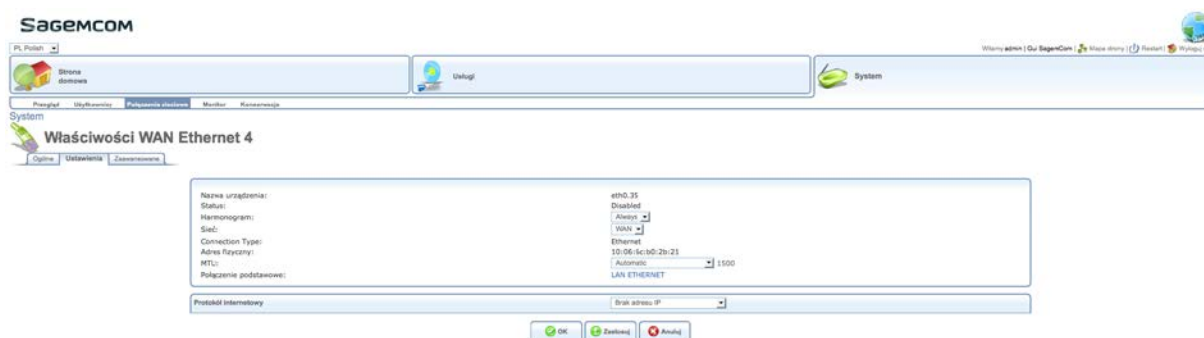 SAGEMCOM
PL Polish
Witamy admin | Gui SagemCom | Mapa strony | Restart | Wyloguj
Strona domowa
Usługi
System
Przegląd Użytkownicy Połączenia sieciowe Monitor Konserwacja
System
Właściwości WAN Ethernet 4
Ogólne Ustawienia Zaawansowane
Nazwa urządzenia: eth0.35
Status: Disabled
Harmonogram: Always
Sieć: WAN
Connection Type: Ethernet
Adres fizyczny: 10:06:6c:b0:2b:21
MTL: Automatic 1500
Połączenie podstawowe: LAN ETHERNET
Protokół internetowy Brak adresu IP
OK Zastosuj Anuluj